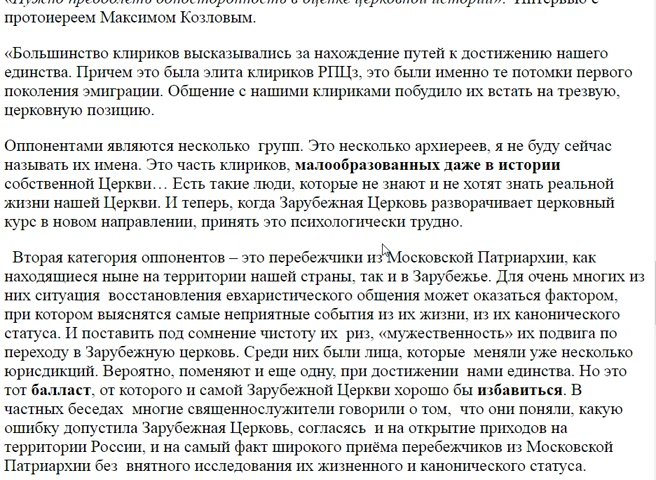 «Нужно преодолеть односторонность в оценке церковной истории». Интервью с
протоиереем Максимом Козловым.
«Большинство клириков высказывались за нахождение путей к достижению нашего
единства. Причем это была элита клириков РПЦз, это были именно те потомки первого
поколения эмиграции. Общение с нашими клириками побудило их встать на трезвую,
церковную позицию.
Оппонентами являются несколько групп. Это несколько архиереев, я не буду сейчас
называть их имена. Это часть клириков, малообразованных даже в истории
собственной Церкви… Есть такие люди, которые не знают и не хотят знать реальной
жизни нашей Церкви. И теперь, когда Зарубежная Церковь разворачивает церковный
курс в новом направлении, принять это психологически трудно.
Вторая категория оппонентов – это перебежчики из Московской Патриархии, как
находящиеся ныне на территории нашей страны, так и в Зарубежье. Для очень многих из
них ситуация восстановления евхаристического общения может оказаться фактором,
при котором выяснятся самые неприятные события из их жизни, из их канонического
статуса. И поставить под сомнение чистоту их риз, «мужественность» их подвига по
переходу в Зарубежную церковь. Среди них были лица, которые меняли уже несколько
юрисдикций. Вероятно, поменяют и еще одну, при достижении нами единства. Но это
тот балласт, от которого и самой Зарубежной Церкви хорошо бы избавиться. В
частных беседах многие священнослужители говорили о том, что они поняли, какую
ошибку допустила Зарубежная Церковь, согласясь и на открытие приходов на
территории России, и на самый факт широкого приёма перебежчиков из Московской
Патриархии без внятного исследования их жизненного и канонического статуса.